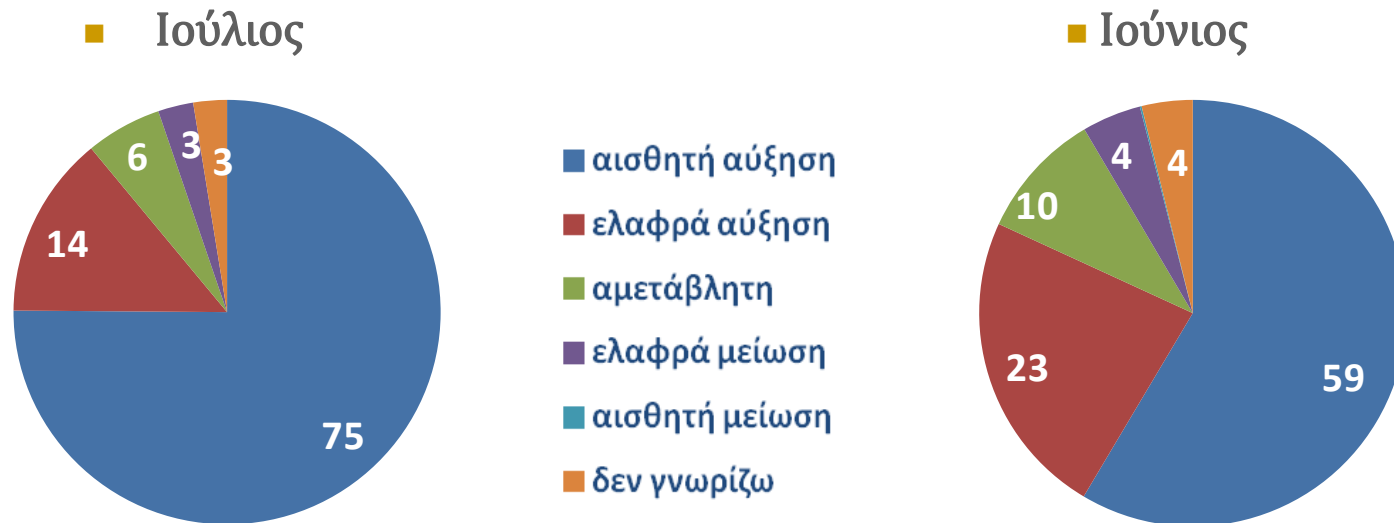 Ιούλιος
6
3
3
14
75
αισθητή αύξηση
ελαφρά αύξηση
αμετάβλητη
ελαφρά μείωση
αισθητή μείωση
δεν γνωρίζω
Ιούνιος
4
4
10
23
59